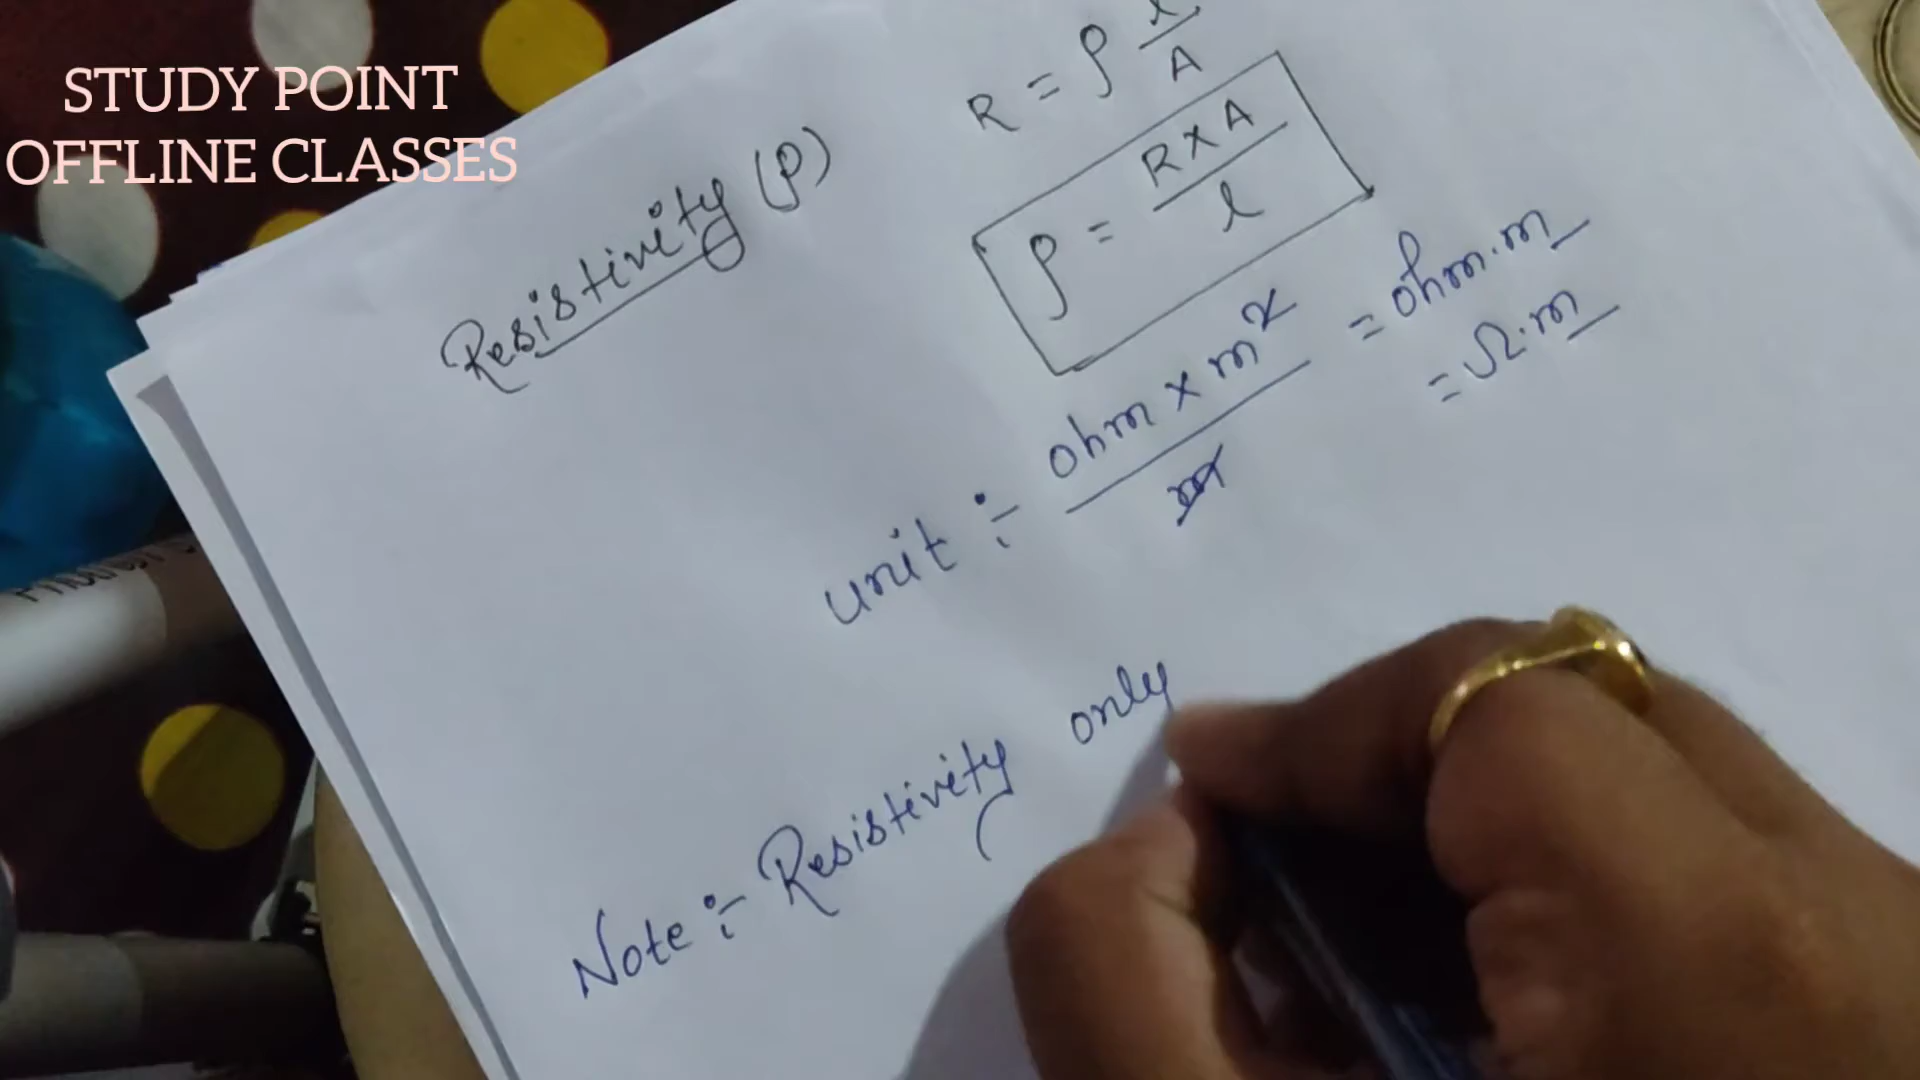 STUDY POINT
OFFLINE CLASSES
Resistivity (ρ)
R = ρ l/A
ρ = R × A / l
unit :- ohm × m² / m = ohm.m
= Ω.m
Note :- Resistivity only